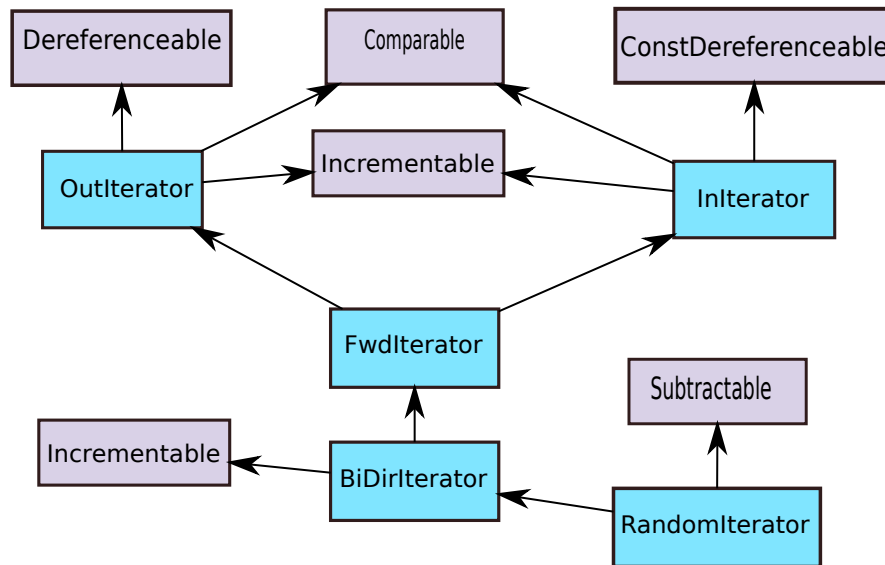 Dereferenceable
Comparable
ConstDereferenceable
Incrementable
OutIterator
InIterator
FwdIterator
Subtractable
Incrementable
BiDirIterator
RandomIterator